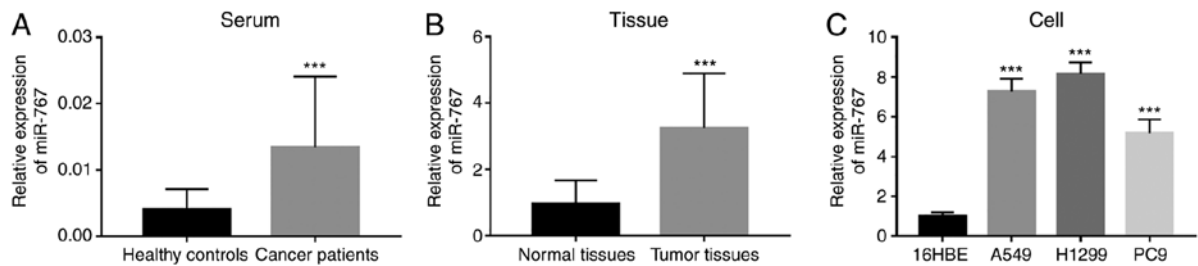 A
Serum
Relative expression
of miR-767
0.03
0.02
0.01
0.00
***
Healthy controls Cancer patients
B
Tissue
Relative expression
of miR-767
6
4
2
0
***
Normal tissues Tumor tissues
C
Cell
Relative expression
of miR-767
10
8
6
4
2
0
***
***
***
16HBE A549 H1299 PC9